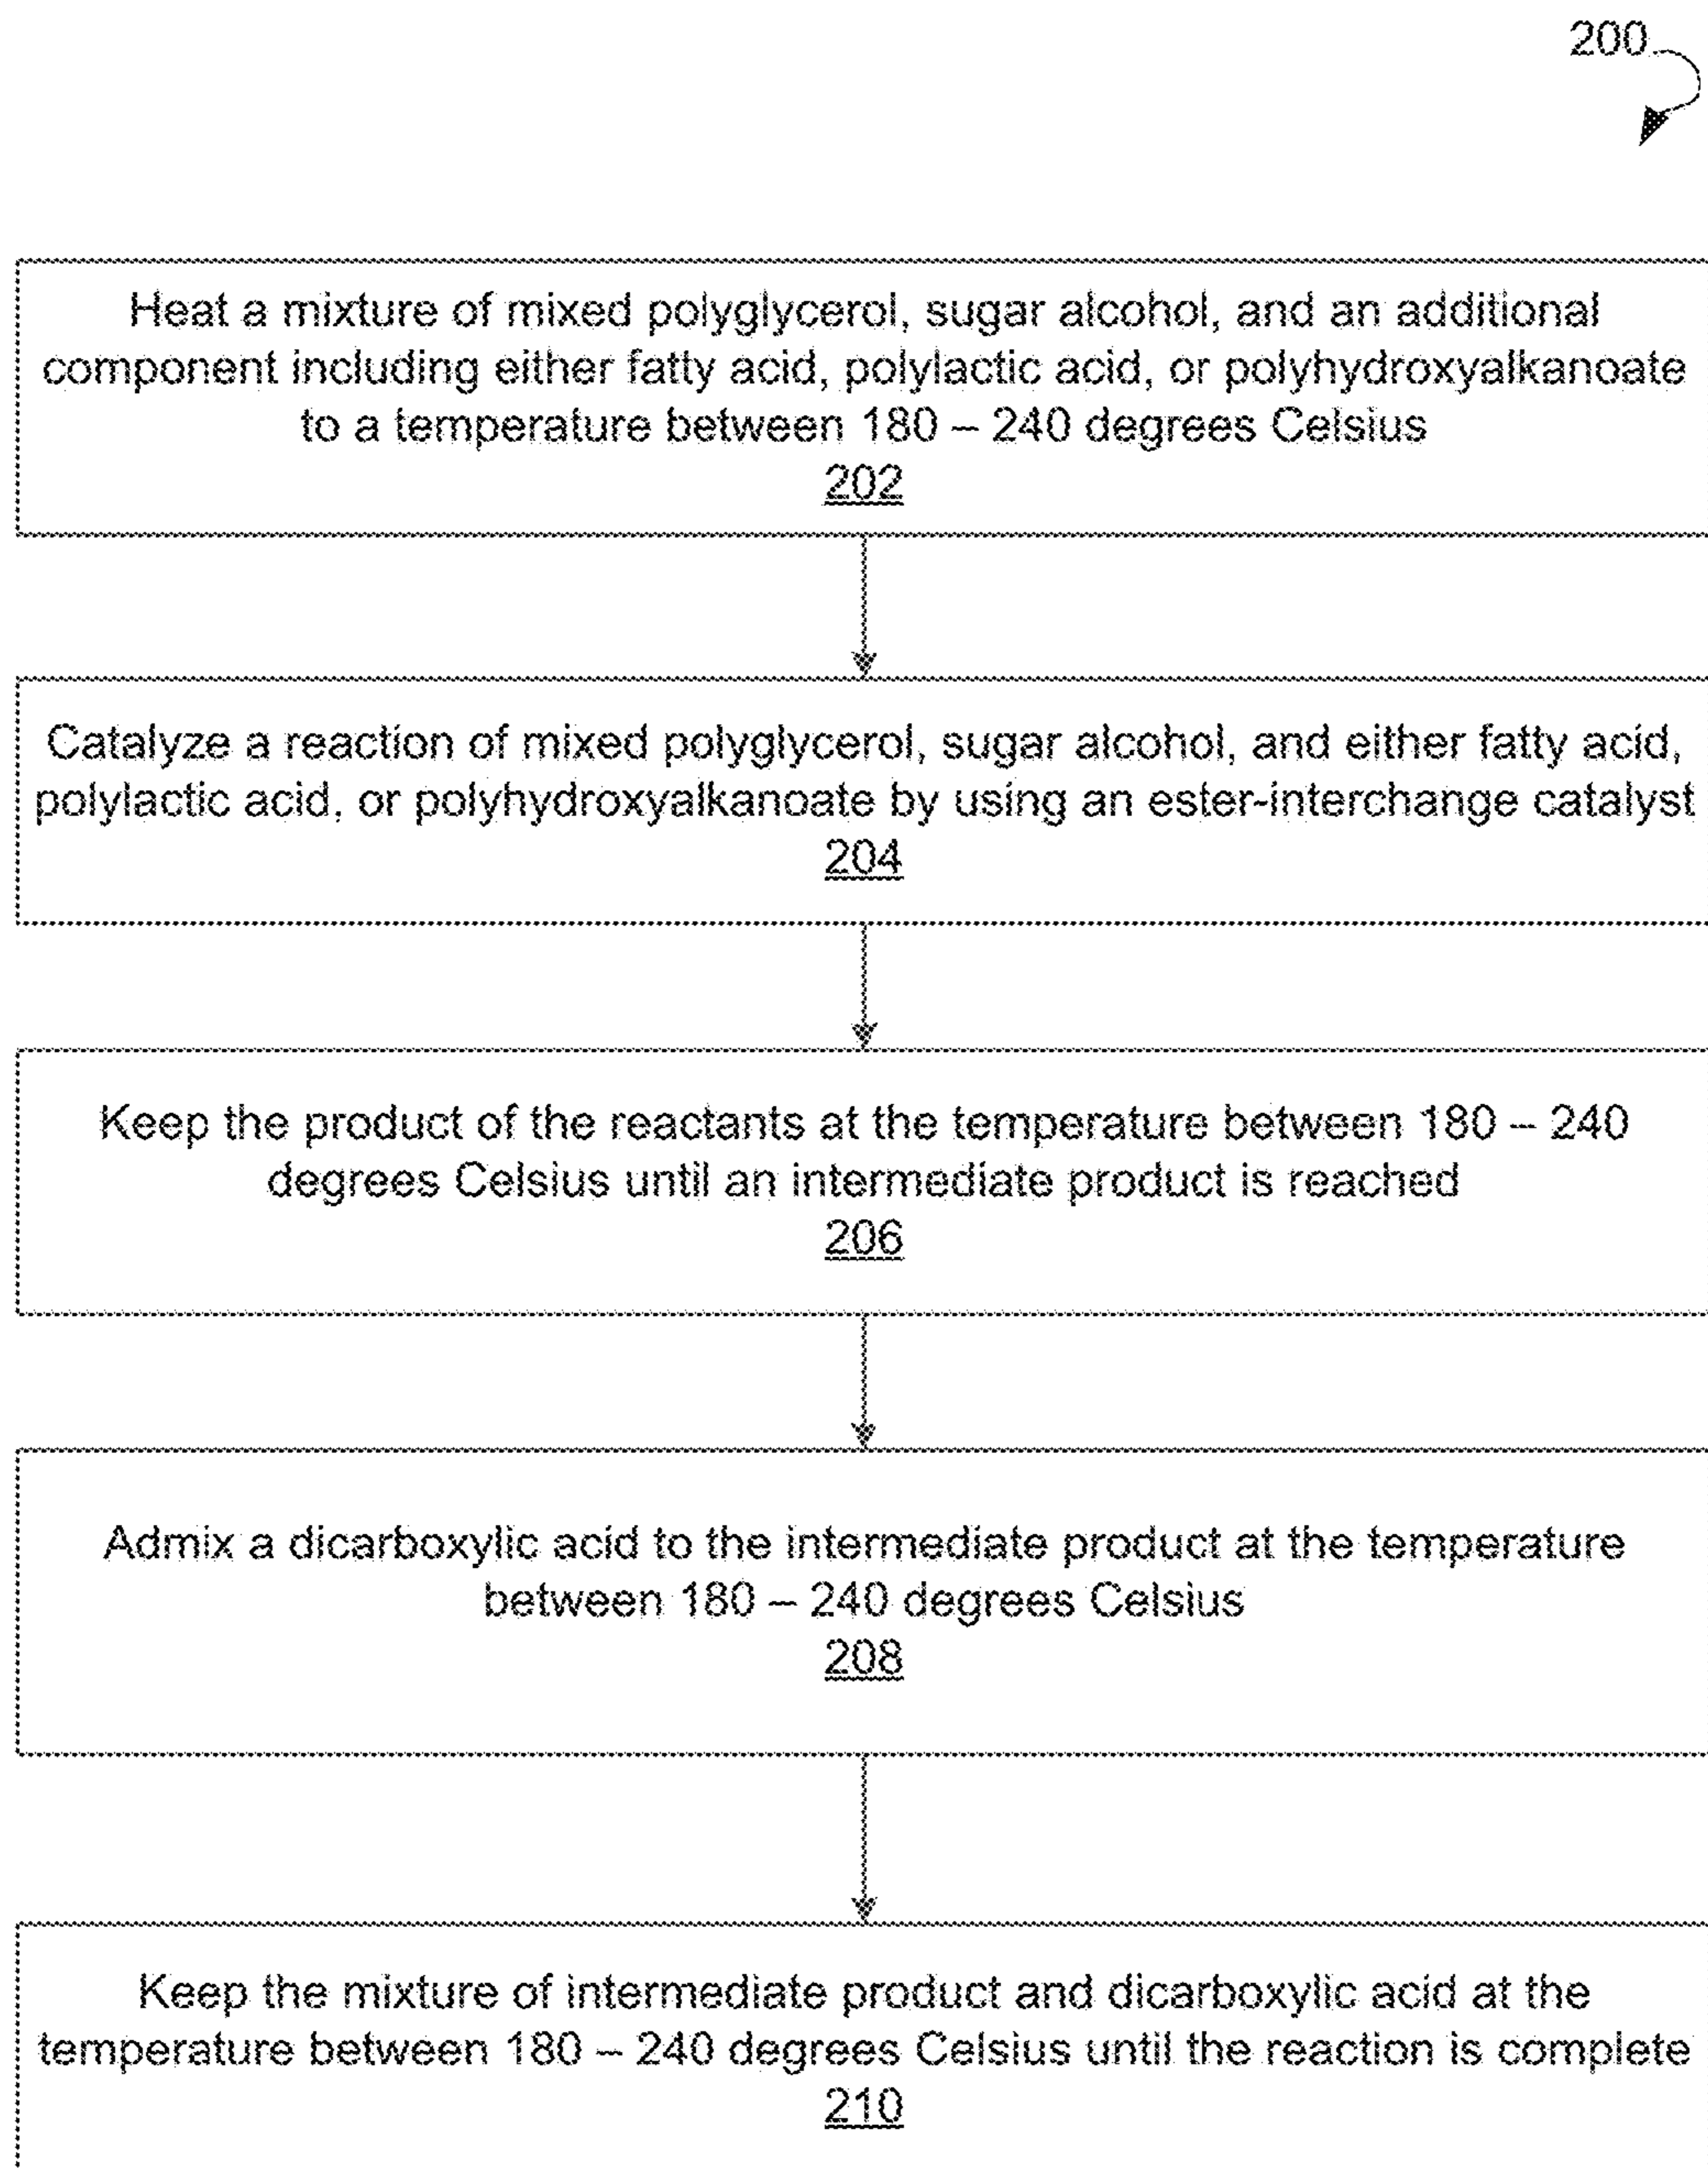 200
Heat a mixture of mixed polyglycerol, sugar alcohol, and an additional
component including either fatty acid, polylactic acid, or polyhydroxyalkanoate
to a temperature between 180 – 240 degrees Celsius
202
Catalyze a reaction of mixed polyglycerol, sugar alcohol, and either fatty acid,
polylactic acid, or polyhydroxyalkanoate by using an ester-interchange catalyst
204
Keep the product of the reactants at the temperature between 180 – 240
degrees Celsius until an intermediate product is reached
206
Admix a dicarboxylic acid to the intermediate product at the temperature
between 180 – 240 degrees Celsius
208
Keep the mixture of intermediate product and dicarboxylic acid at the
temperature between 180 – 240 degrees Celsius until the reaction is complete
210